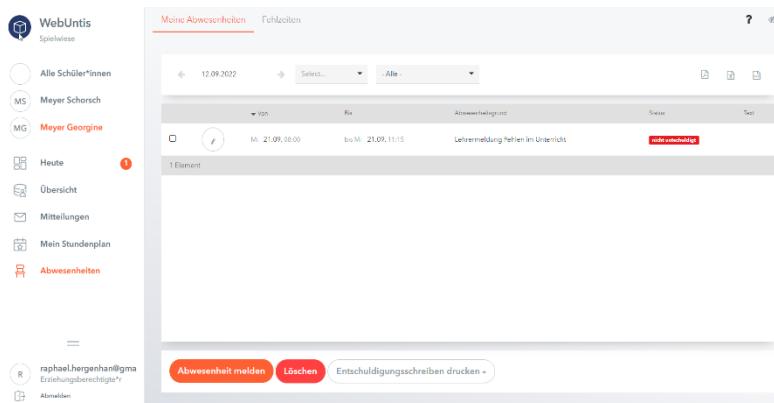 WebUntis
Spielwiese
Alle Schüler*innen
MS Meyer Schorsch
MG Meyer Georgine
Heute 1
Übersicht
Mitteilungen
Mein Stundenplan
Abwesenheiten
R raphael.hergenhan@gma
Erziehungsberechtigte*r
Abmelden
Meine Abwesenheiten Fehlzeiten ?
12.09.2022 Select... - Alle -
Von Bis Abwesenheitsgrund Status Text
Mi 21.09, 08:00 bis Mi 21.09, 11:15 Lehrermeldung Fehlen im Unterricht nicht entschuldigt
1 Element
Abwesenheit melden Löschen Entschuldigungsschreiben drucken